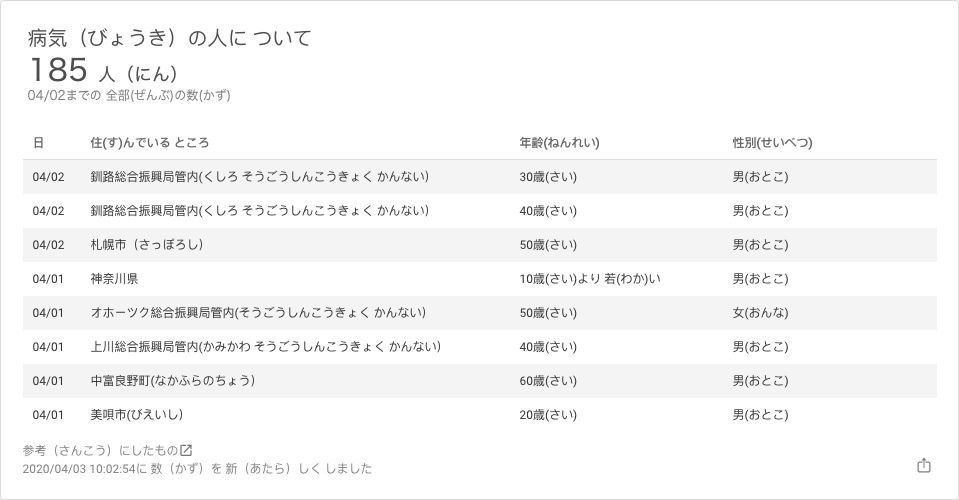 病気（びょうき）の人に ついて
185 人（にん）
04/02までの 全部(ぜんぶ)の数(かず)
日 住(す)んでいる ところ 年齢(ねんれい) 性別(せいべつ)
04/02 釧路総合振興局管内(くしろ そうごうしんこうきょく かんない) 30歳(さい) 男(おとこ)
04/02 釧路総合振興局管内(くしろ そうごうしんこうきょく かんない) 40歳(さい) 男(おとこ)
04/02 札幌市（さっぽろし） 50歳(さい) 男(おとこ)
04/01 神奈川県 10歳(さい)より 若(わか)い 男(おとこ)
04/01 オホーツク総合振興局管内(そうごうしんこうきょく かんない) 50歳(さい) 女(おんな)
04/01 上川総合振興局管内(かみかわ そうごうしんこうきょく かんない) 40歳(さい) 男(おとこ)
04/01 中富良野町(なかふらのちょう) 60歳(さい) 男(おとこ)
04/01 美唄市(びえいし) 20歳(さい) 男(おとこ)
参考（さんこう）にしたもの
2020/04/03 10:02:54に 数（かず）を 新（あたら）しく しました